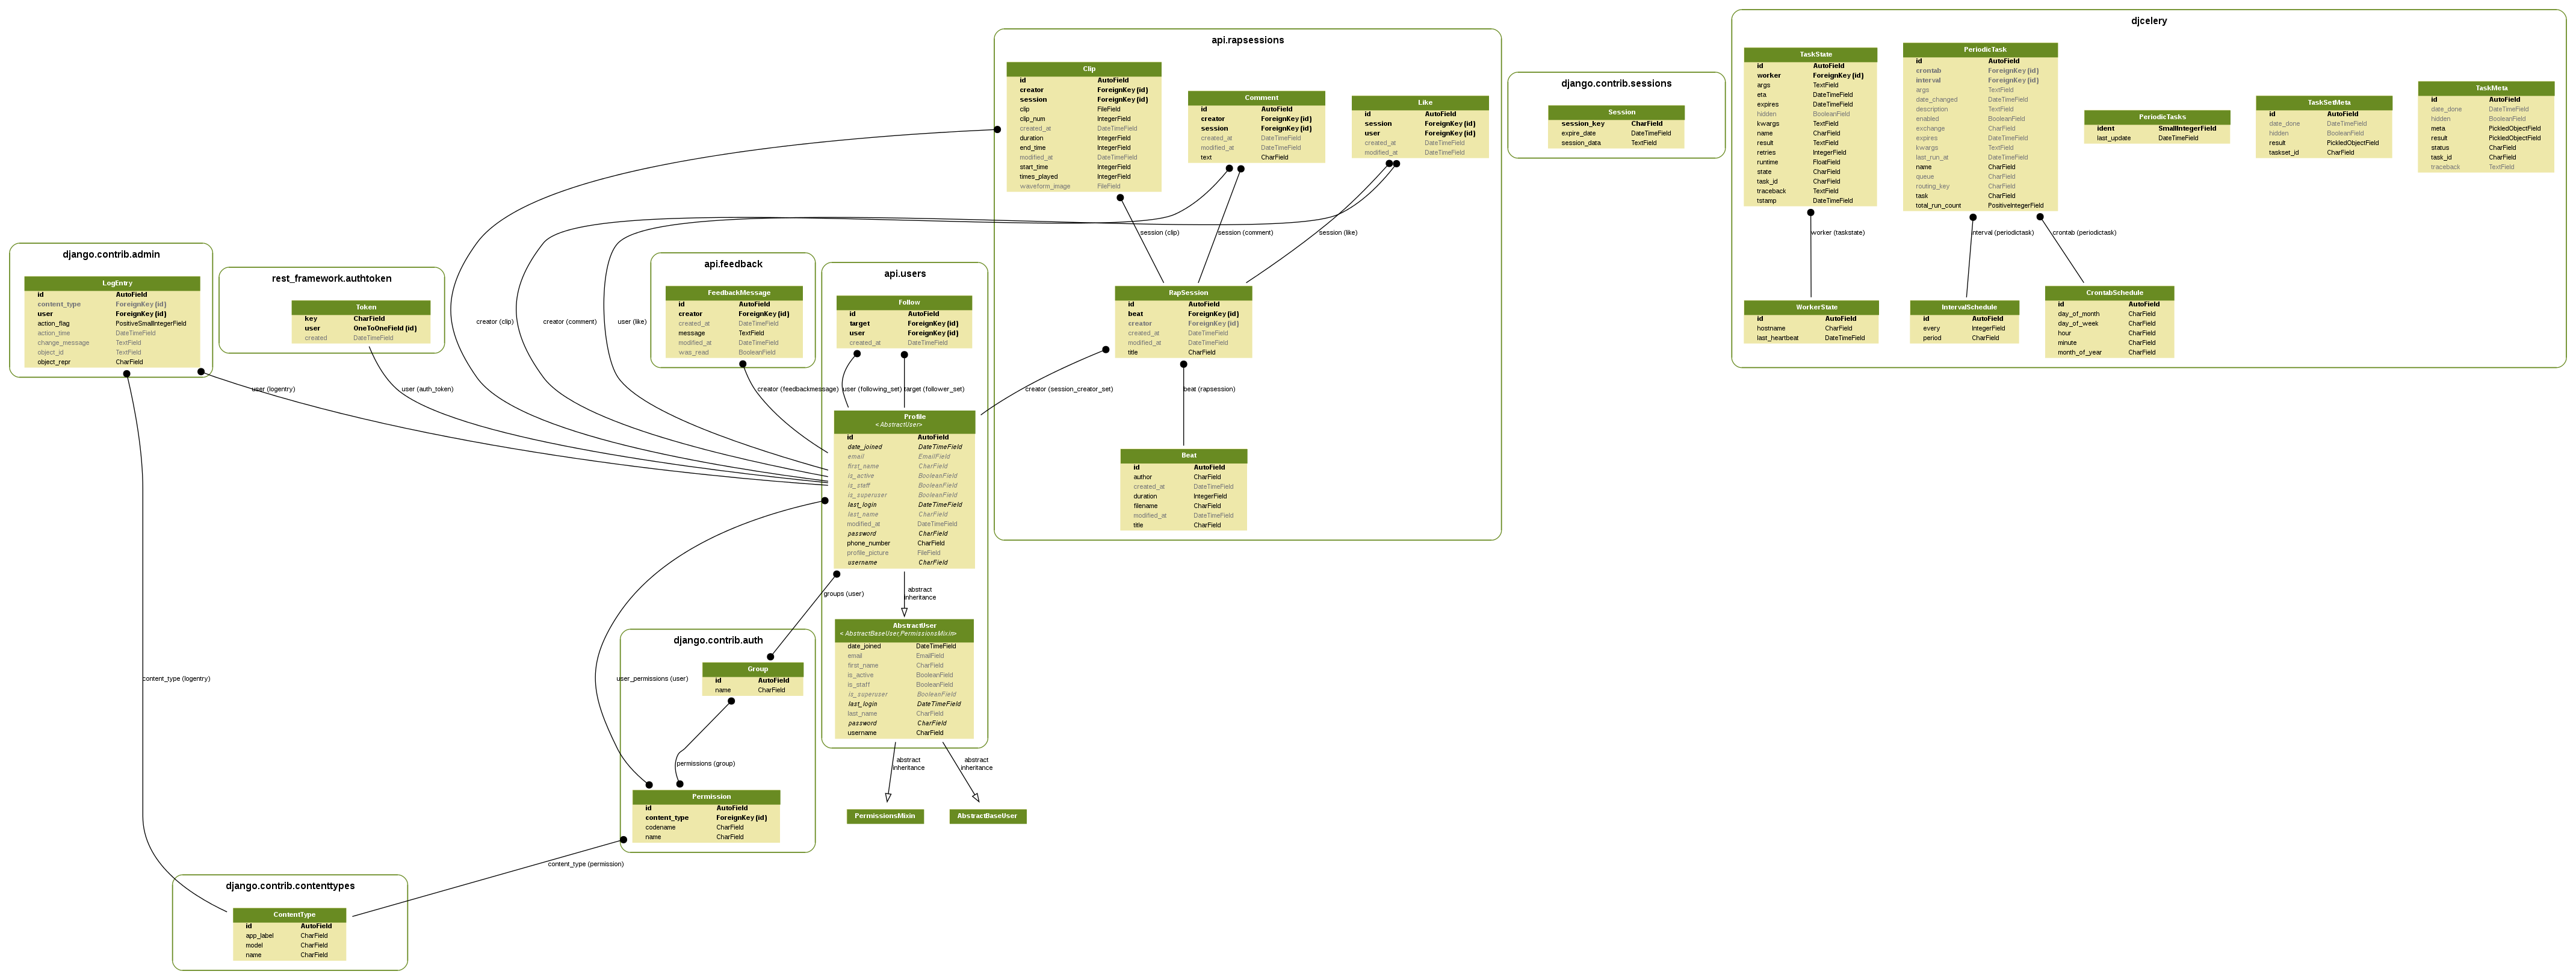 api.rapsessions
Clip
id AutoField
creator ForeignKey (id)
session ForeignKey (id)
clip FileField
clip_num IntegerField
created_at DateTimeField
duration IntegerField
end_time IntegerField
modified_at DateTimeField
start_time IntegerField
times_played IntegerField
waveform_image FileField
Comment
id AutoField
creator ForeignKey (id)
session ForeignKey (id)
created_at DateTimeField
modified_at DateTimeField
text CharField
Like
id AutoField
session ForeignKey (id)
user ForeignKey (id)
created_at DateTimeField
modified_at DateTimeField
session (clip)
session (comment)
session (like)
RapSession
id AutoField
beat ForeignKey (id)
creator ForeignKey (id)
created_at DateTimeField
modified_at DateTimeField
title CharField
creator (session_creator_set)
beat (rapsession)
Beat
id AutoField
author CharField
created_at DateTimeField
duration IntegerField
filename CharField
modified_at DateTimeField
title CharField
django.contrib.sessions
Session
session_key CharField
expire_date DateTimeField
session_data TextField
djcelery
TaskState
id AutoField
worker ForeignKey (id)
args TextField
eta DateTimeField
expires DateTimeField
hidden BooleanField
kwargs TextField
name CharField
result TextField
retries IntegerField
runtime FloatField
state CharField
task_id CharField
traceback TextField
tstamp DateTimeField
PeriodicTask
id AutoField
crontab ForeignKey (id)
interval ForeignKey (id)
args TextField
date_changed DateTimeField
description TextField
enabled BooleanField
exchange CharField
expires DateTimeField
kwargs TextField
last_run_at DateTimeField
name CharField
queue CharField
routing_key CharField
task CharField
total_run_count PositiveIntegerField
PeriodicTasks
ident SmallIntegerField
last_update DateTimeField
TaskSetMeta
id AutoField
date_done DateTimeField
hidden BooleanField
result PickledObjectField
taskset_id CharField
TaskMeta
id AutoField
date_done DateTimeField
hidden BooleanField
meta PickledObjectField
result PickledObjectField
status CharField
task_id CharField
traceback TextField
worker (taskstate)
interval (periodictask)
crontab (periodictask)
WorkerState
id AutoField
hostname CharField
last_heartbeat DateTimeField
IntervalSchedule
id AutoField
every IntegerField
period CharField
CrontabSchedule
id AutoField
day_of_month CharField
day_of_week CharField
hour CharField
minute CharField
month_of_year CharField
django.contrib.admin
LogEntry
id AutoField
content_type ForeignKey (id)
user ForeignKey (id)
action_flag PositiveSmallIntegerField
action_time DateTimeField
change_message TextField
object_id TextField
object_repr CharField
rest_framework.authtoken
Token
key CharField
user OneToOneField (id)
created DateTimeField
creator (clip)
creator (comment)
user (like)
api.feedback
FeedbackMessage
id AutoField
creator ForeignKey (id)
created_at DateTimeField
message TextField
modified_at DateTimeField
was_read BooleanField
api.users
Follow
id AutoField
target ForeignKey (id)
user ForeignKey (id)
created_at DateTimeField
user (logentry)
user (auth_token)
creator (feedbackmessage)
user (following_set)
target (follower_set)
Profile
< AbstractUser>
id AutoField
date_joined DateTimeField
email EmailField
first_name CharField
is_active BooleanField
is_staff BooleanField
is_superuser BooleanField
last_login DateTimeField
last_name CharField
modified_at DateTimeField
password CharField
phone_number CharField
profile_picture FileField
username CharField
groups (user)
abstract
inheritance
AbstractUser
< AbstractBaseUser,PermissionsMixin>
date_joined DateTimeField
email EmailField
first_name CharField
is_active BooleanField
is_staff BooleanField
is_superuser BooleanField
last_login DateTimeField
last_name CharField
password CharField
username CharField
django.contrib.auth
Group
id AutoField
name CharField
content_type (logentry)
user_permissions (user)
permissions (group)
abstract
inheritance
abstract
inheritance
Permission
id AutoField
content_type ForeignKey (id)
codename CharField
name CharField
PermissionsMixin
AbstractBaseUser
content_type (permission)
django.contrib.contenttypes
ContentType
id AutoField
app_label CharField
model CharField
name CharField